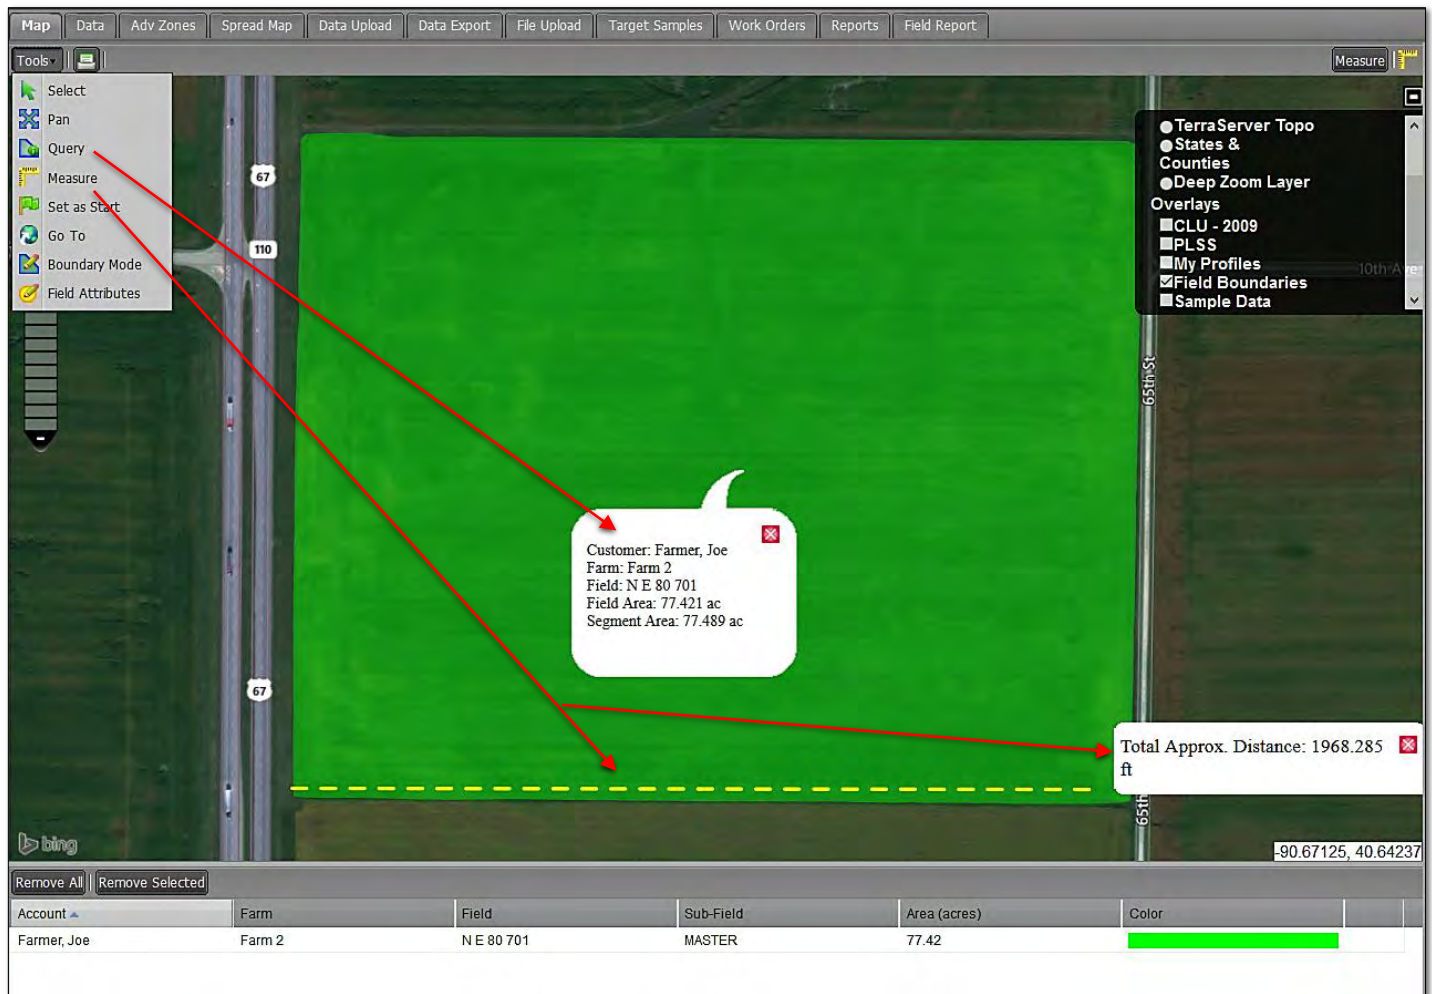 Map Data Adv Zones Spread Map Data Upload Data Export File Upload Target Samples Work Orders Reports Field Report
Tools Measure
Select
Pan
Query
Measure
Set as Start
Go To
Boundary Mode
Field Attributes
67
110
67
TerraServer Topo
States &
Counties
Deep Zoom Layer
Overlays
CLU - 2009
PLSS
My Profiles
Field Boundaries
Sample Data
10th Ave
65th St
Customer: Farmer, Joe
Farm: Farm 2
Field: N E 80 701
Field Area: 77.421 ac
Segment Area: 77.489 ac
Total Approx. Distance: 1968.285
ft
65th
bing
-90.67125, 40.64237
Remove All Remove Selected
Account Farm Field Sub-Field Area (acres) Color
Farmer, Joe Farm 2 N E 80 701 MASTER 77.42